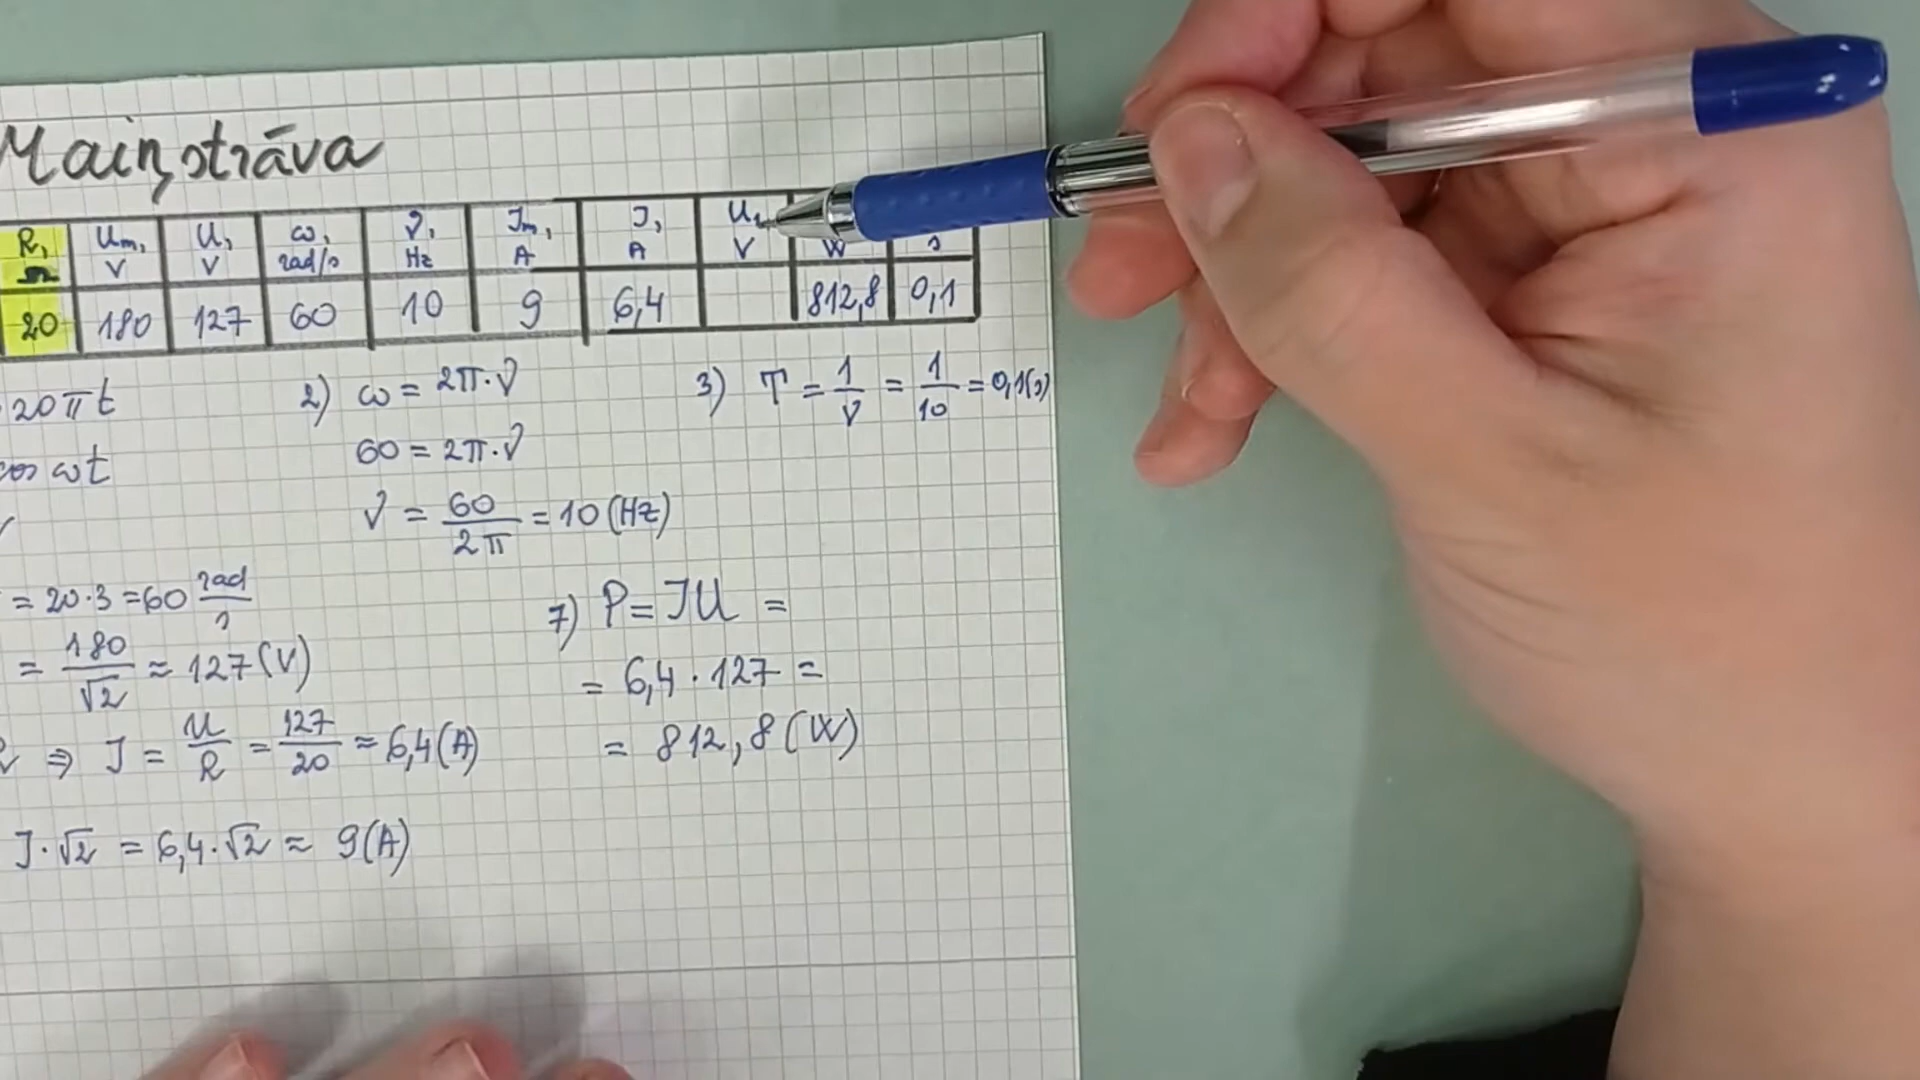 Maiņstrāva
R, Um, U, ω, ν, Im, I, U,
Ω V V rad/s Hz A A V W s
20 180 127 60 10 9 6,4 812,8 0,1
20πt
cos ωt
2) ω = 2π·ν
60 = 2π·ν
ν = 60/2π = 10 (Hz)
3) T = 1/ν = 1/10 = 0,1(s)
= 20·3 = 60 rad/s
= 180/√2 ≈ 127 (V)
⇒ I = U/R = 127/20 ≈ 6,4 (A)
I·√2 = 6,4·√2 ≈ 9 (A)
7) P = IU =
= 6,4 · 127 =
= 812,8 (W)